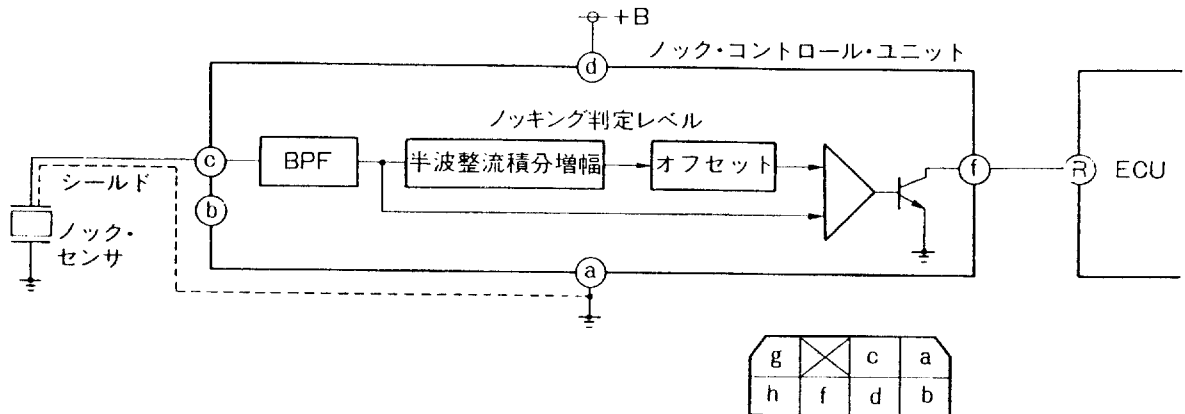 +B
ノック・コントロール・ユニット
d
ノッキング判定レベル
c
BPF
半波整流積分増幅
オフセット
f
R
ECU
シールド
b
ノック・
センサ
a
g
c
a
h
f
d
b